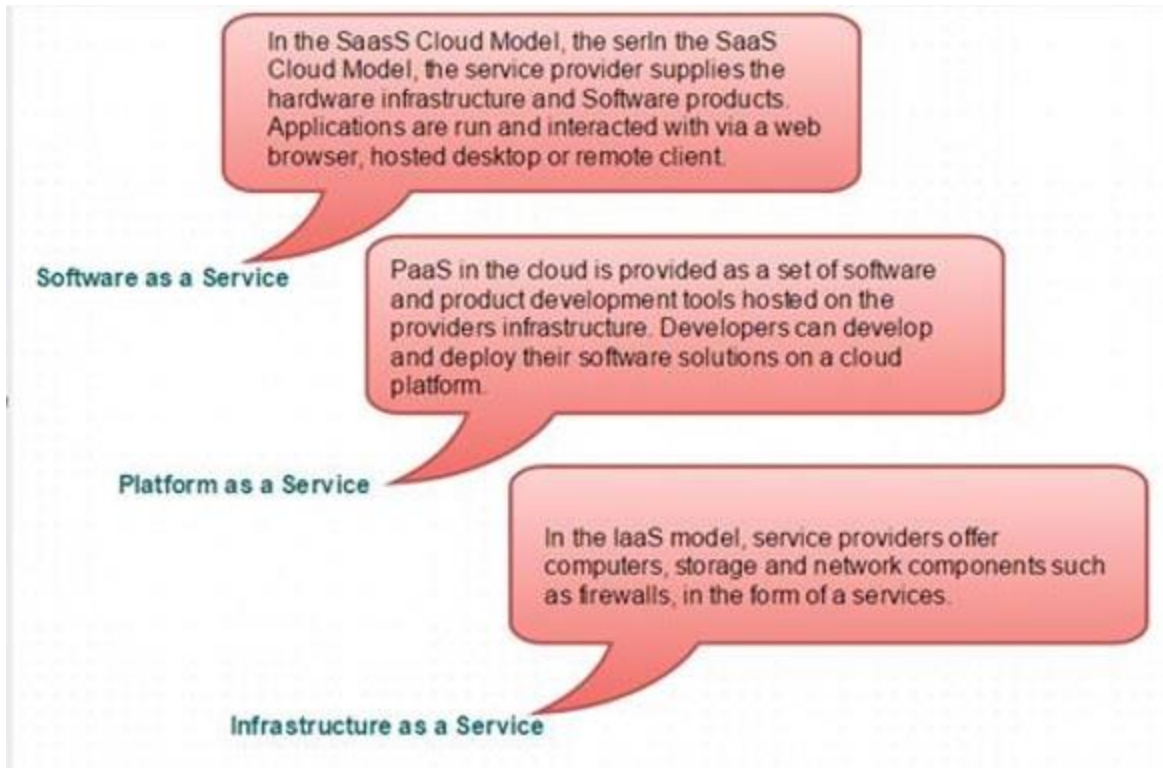 In the SaasS Cloud Model, the serIn the SaaS
Cloud Model, the service provider supplies the
hardware infrastructure and Software products.
Applications are run and interacted with via a web
browser, hosted desktop or remote client.
Software as a Service
PaaS in the cloud is provided as a set of software
and product development tools hosted on the
providers infrastructure. Developers can develop
and deploy their software solutions on a cloud
platform.
Platform as a Service
In the IaaS model, service providers offer
computers, storage and network components such
as firewalls, in the form of a services.
Infrastructure as a Service